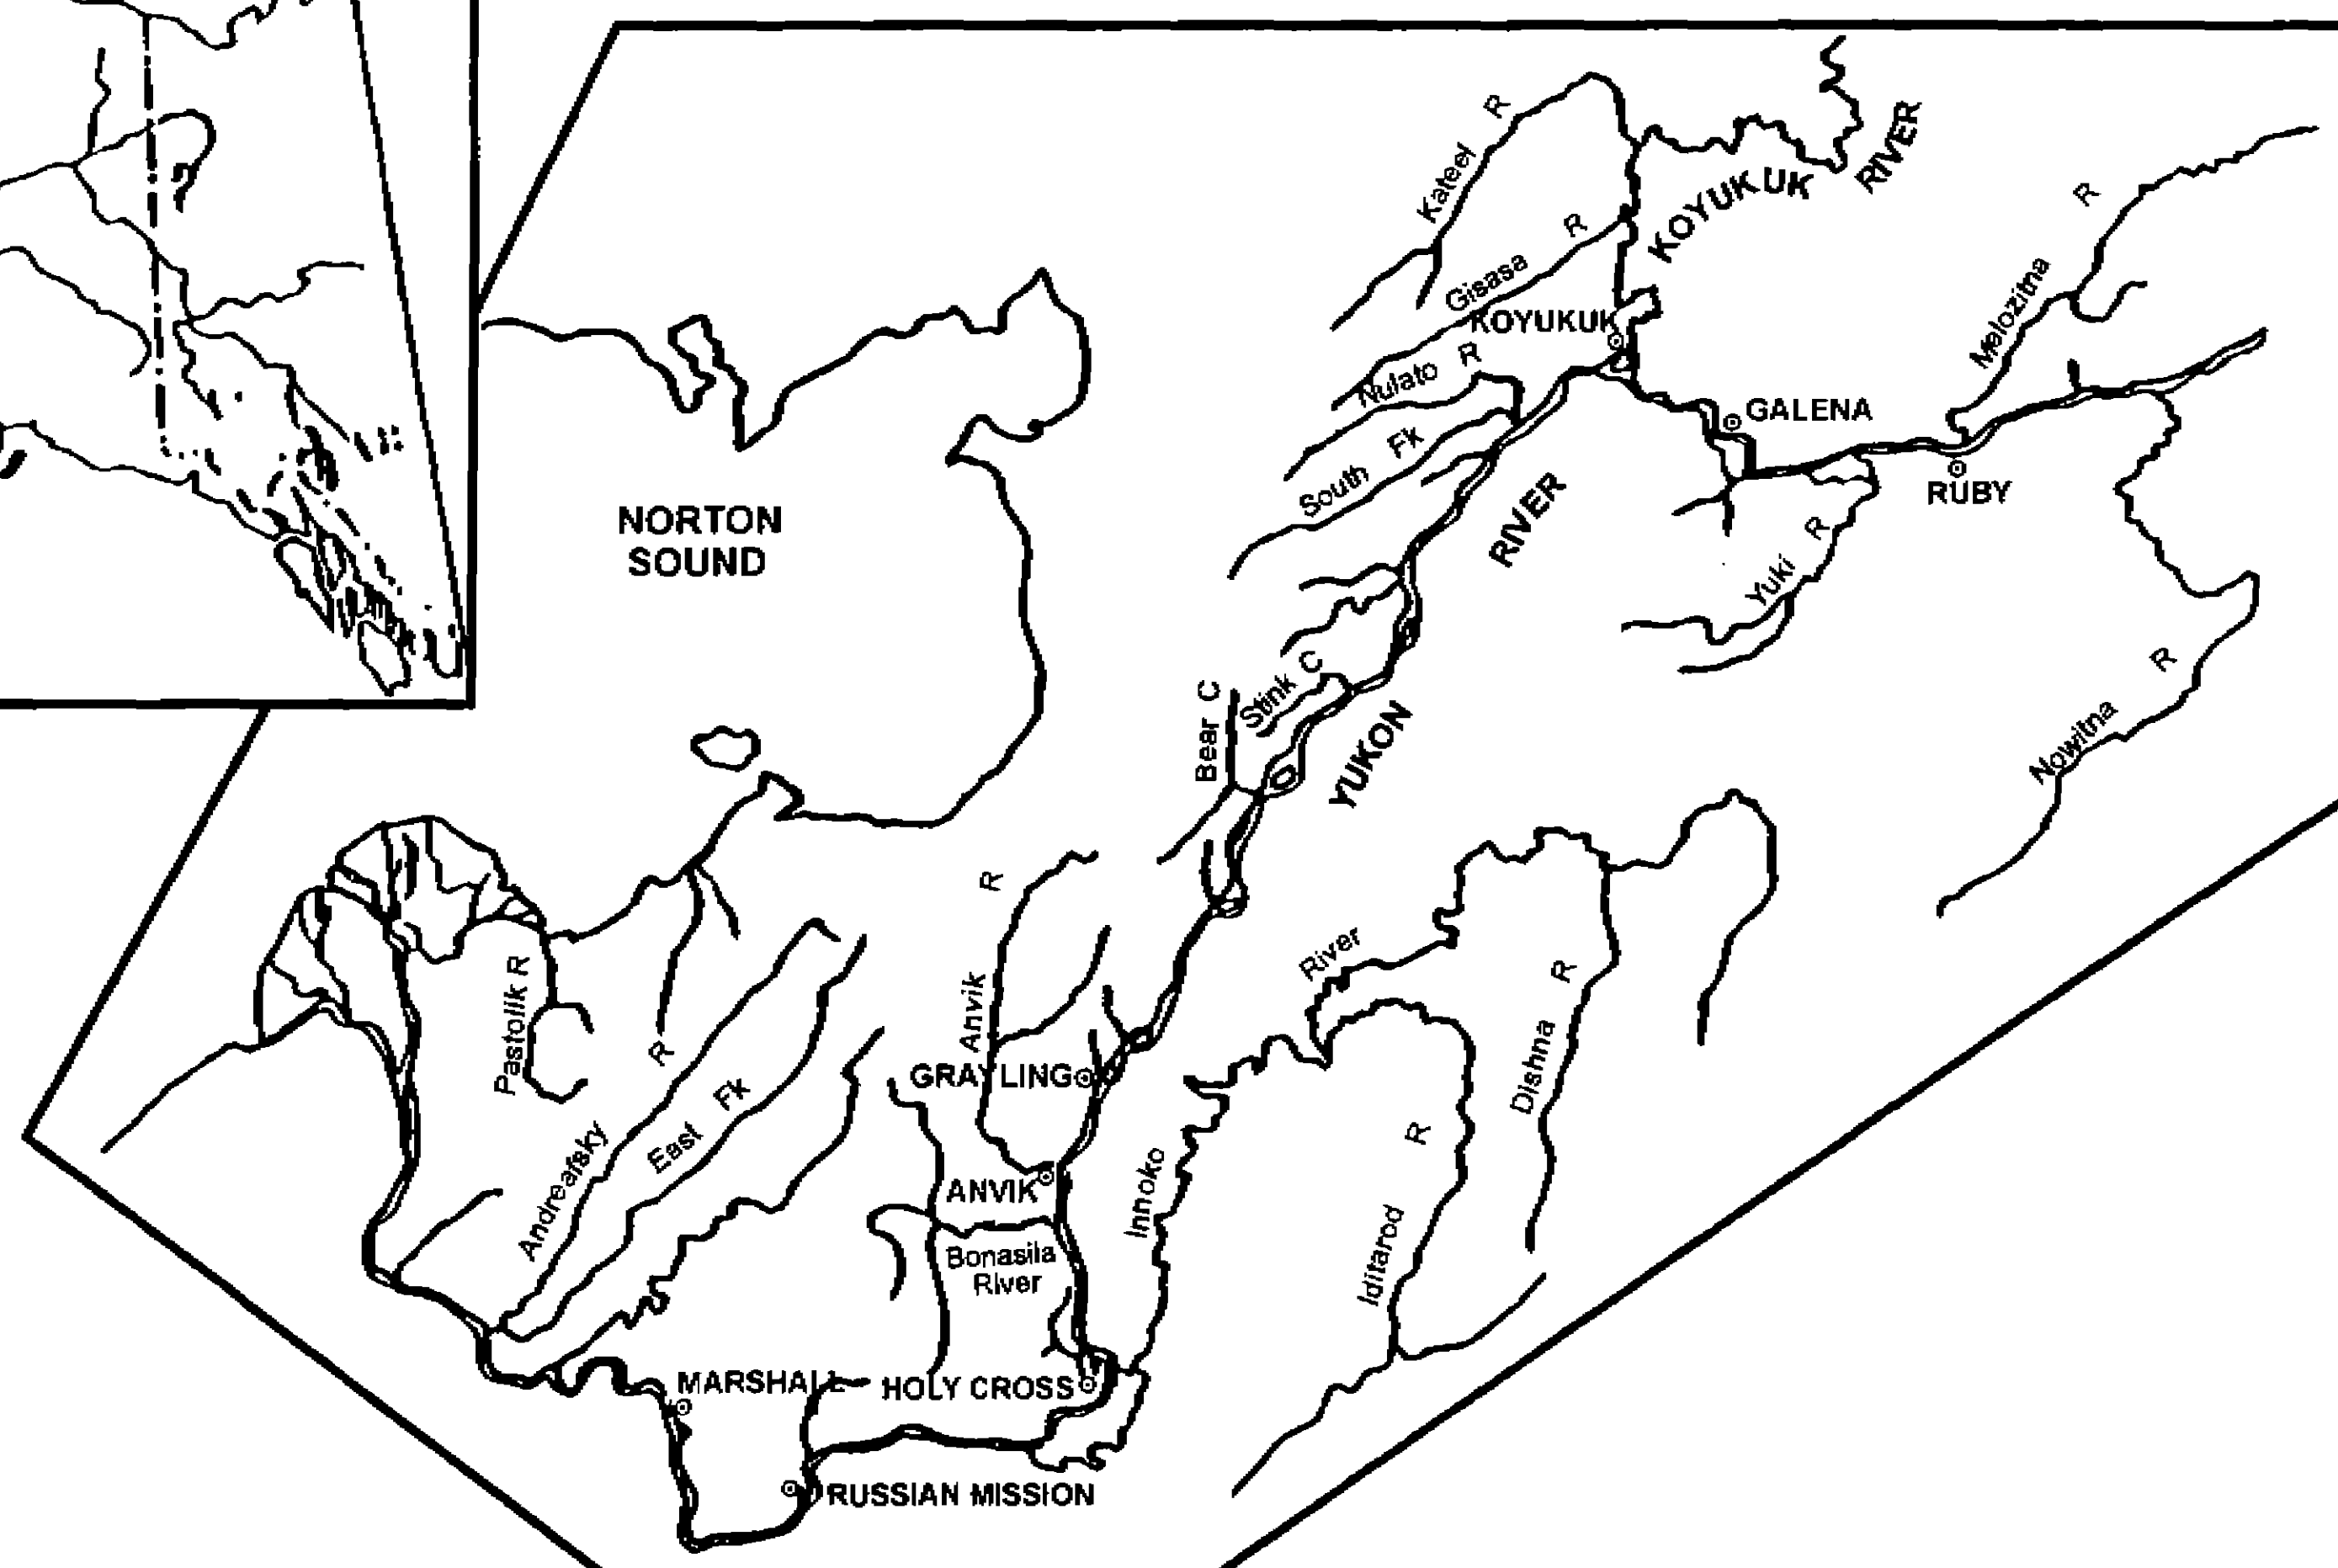 Kateel R
KOYUKUK RIVER
Gisasa R
Melozitna R
KOYUKUK
Nulato R
GALENA
South Fk
RUBY
NORTON
SOUND
Yuki R
YUKON RIVER
Stink C
Bear C
Nowitna R
Pastolik R
Anvik R
GRAYLING
River
Dishna R
Andreafsky R
East Fk
ANVIK
Innoko
Iditarod R
Bonasila
River
MARSHALL
HOLY CROSS
RUSSIAN MISSION